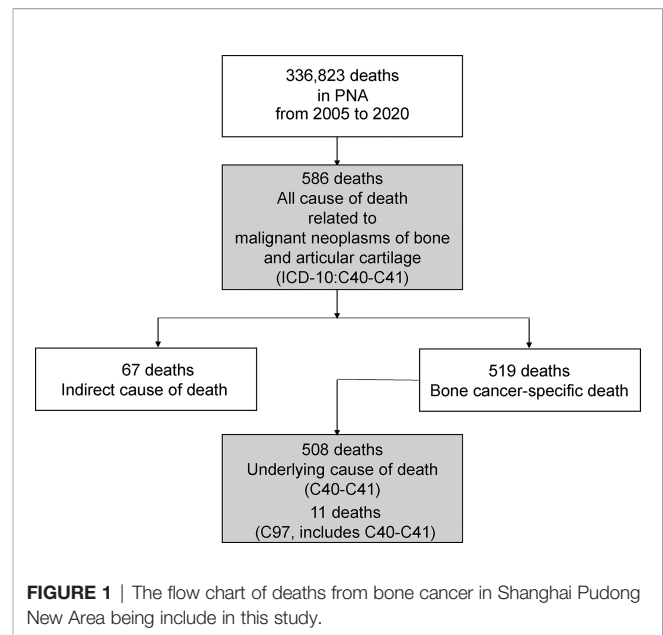 336,823 deaths
in PNA
from 2005 to 2020
586 deaths
All cause of death
related to
malignant neoplasms of bone
and articular cartilage
(ICD-10:C40-C41)
67 deaths
Indirect cause of death
519 deaths
Bone cancer-specific death
508 deaths
Underlying cause of death
(C40-C41)
11 deaths
(C97, includes C40-C41)
FIGURE 1 | The flow chart of deaths from bone cancer in Shanghai Pudong
New Area being include in this study.